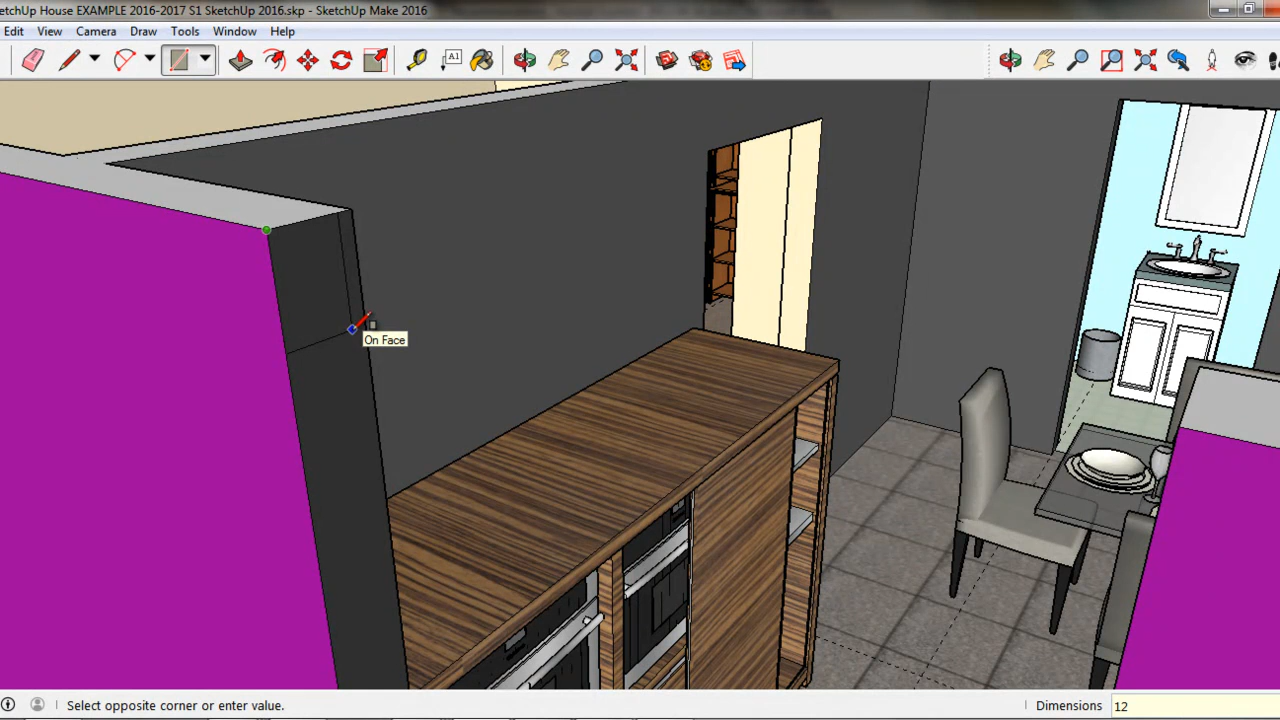 etchUp House EXAMPLE 2016-2017 S1 SketchUp 2016.skp - SketchUp Make 2016
Edit View Camera Draw Tools Window Help
A1
On Face
Select opposite corner or enter value.
Dimensions 12